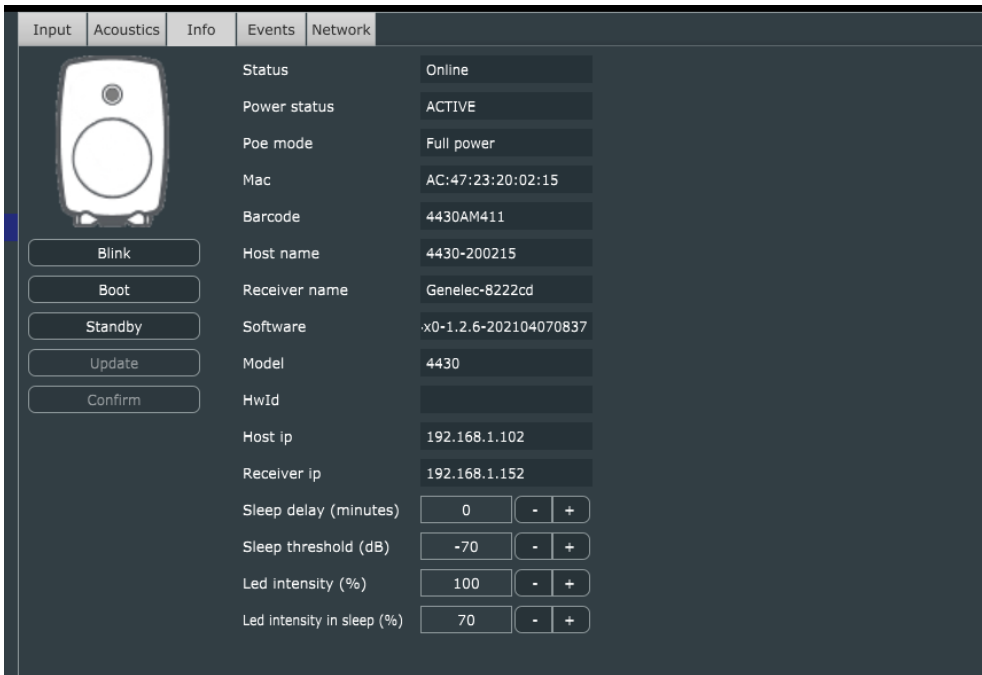 Input Acoustics Info Events Network
Status Online
Power status ACTIVE
Poe mode Full power
Mac AC:47:23:20:02:15
Barcode 4430AM411
Blink Host name 4430-200215
Boot Receiver name Genelec-8222cd
Standby Software x0-1.2.6-202104070837
Update Model 4430
Confirm HwId
Host ip 192.168.1.102
Receiver ip 192.168.1.152
Sleep delay (minutes) 0 - +
Sleep threshold (dB) -70 - +
Led intensity (%) 100 - +
Led intensity in sleep (%) 70 - +